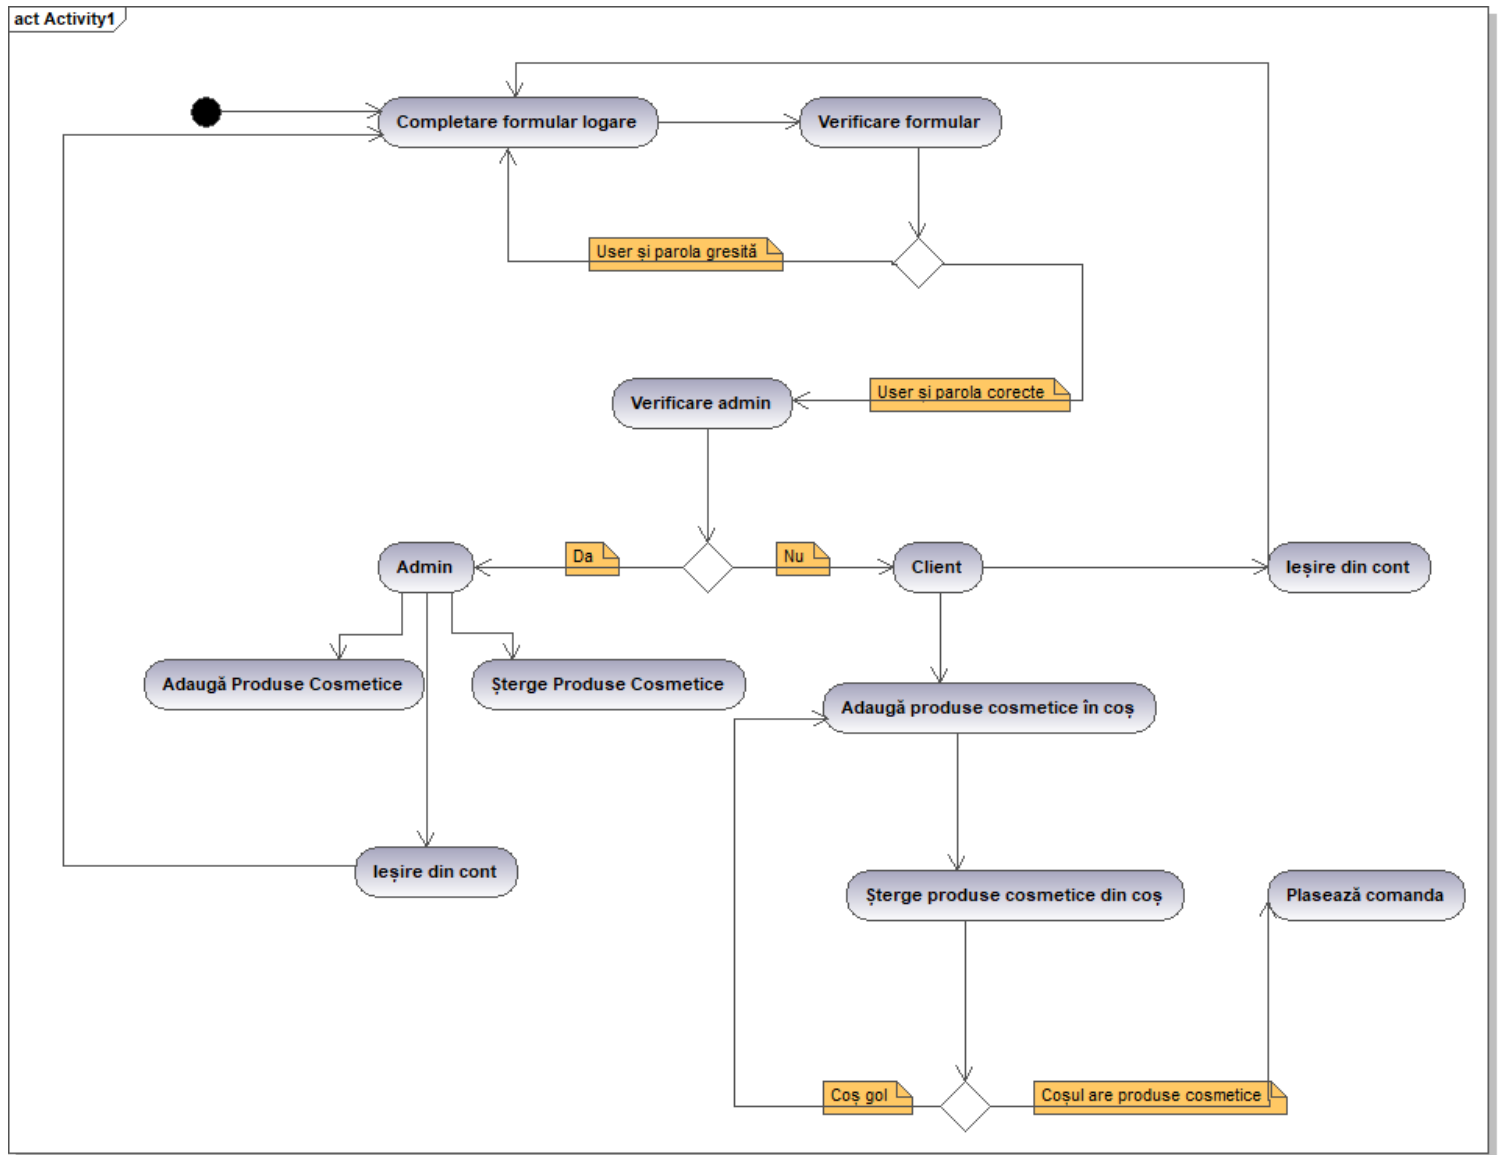 act Activity1
Completare formular logare
Verificare formular
User și parola gresită
User și parola corecte
Verificare admin
Da
Nu
Admin
Client
Ieșire din cont
Adaugă Produse Cosmetice
Șterge Produse Cosmetice
Adaugă produse cosmetice în coș
Ieșire din cont
Șterge produse cosmetice din coș
Plasează comanda
Coș gol
Coșul are produse cosmetice